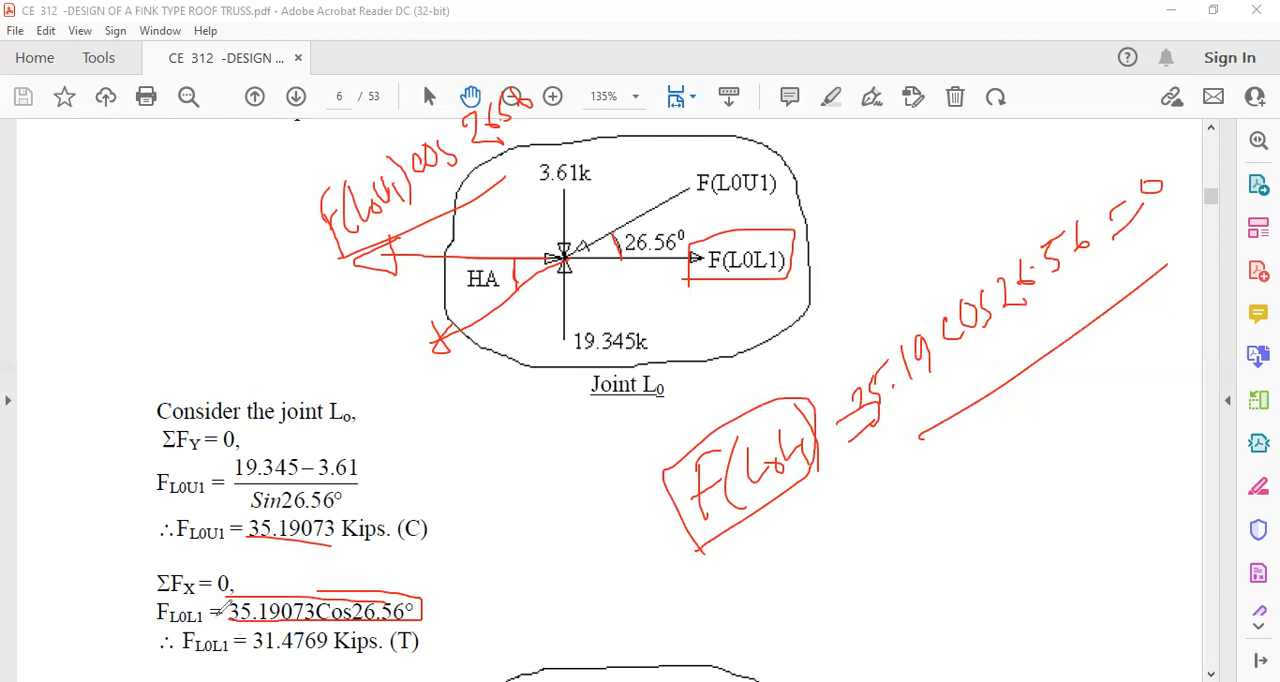 CE 312 -DESIGN OF A FINK TYPE ROOF TRUSS.pdf - Adobe Acrobat Reader DC (32-bit)
File Edit View Sign Window Help
Home Tools CE 312 -DESIGN ... × Sign In
6 / 53 135%
F(L0U1) cos 26.56
3.61k
F(L0U1)
26.56⁰
F(L0L1)
HA
19.345k
Joint L₀
F(L0L1) = 35.19 cos 26.56 = 0
Consider the joint Lₒ,
ΣFY = 0,
FL0U1 = 19.345 – 3.61
Sin26.56°
∴FL0U1 = 35.19073 Kips. (C)
ΣFX = 0,
FL0L1 = 35.19073Cos26.56°
∴ FL0L1 = 31.4769 Kips. (T)